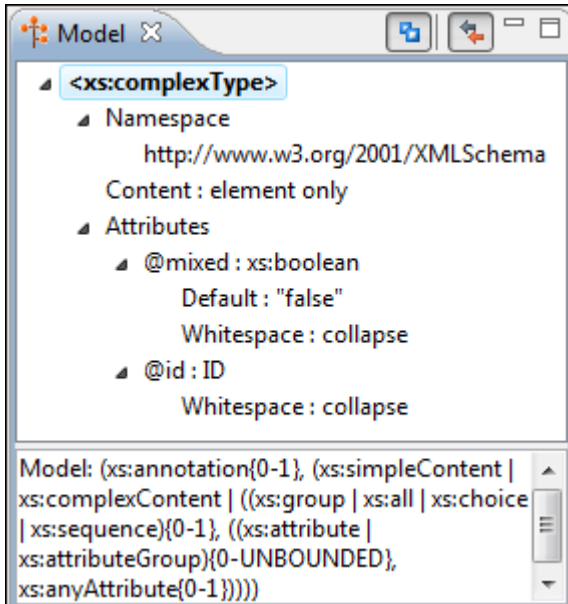 Model
<xs:complexType>
Namespace
http://www.w3.org/2001/XMLSchema
Content : element only
Attributes
@mixed : xs:boolean
Default : "false"
Whitespace : collapse
@id : ID
Whitespace : collapse
Model: (xs:annotation{0-1}, (xs:simpleContent |
xs:complexContent | ((xs:group | xs:all | xs:choice
| xs:sequence){0-1}, ((xs:attribute |
xs:attributeGroup){0-UNBOUNDED},
xs:anyAttribute{0-1}))))